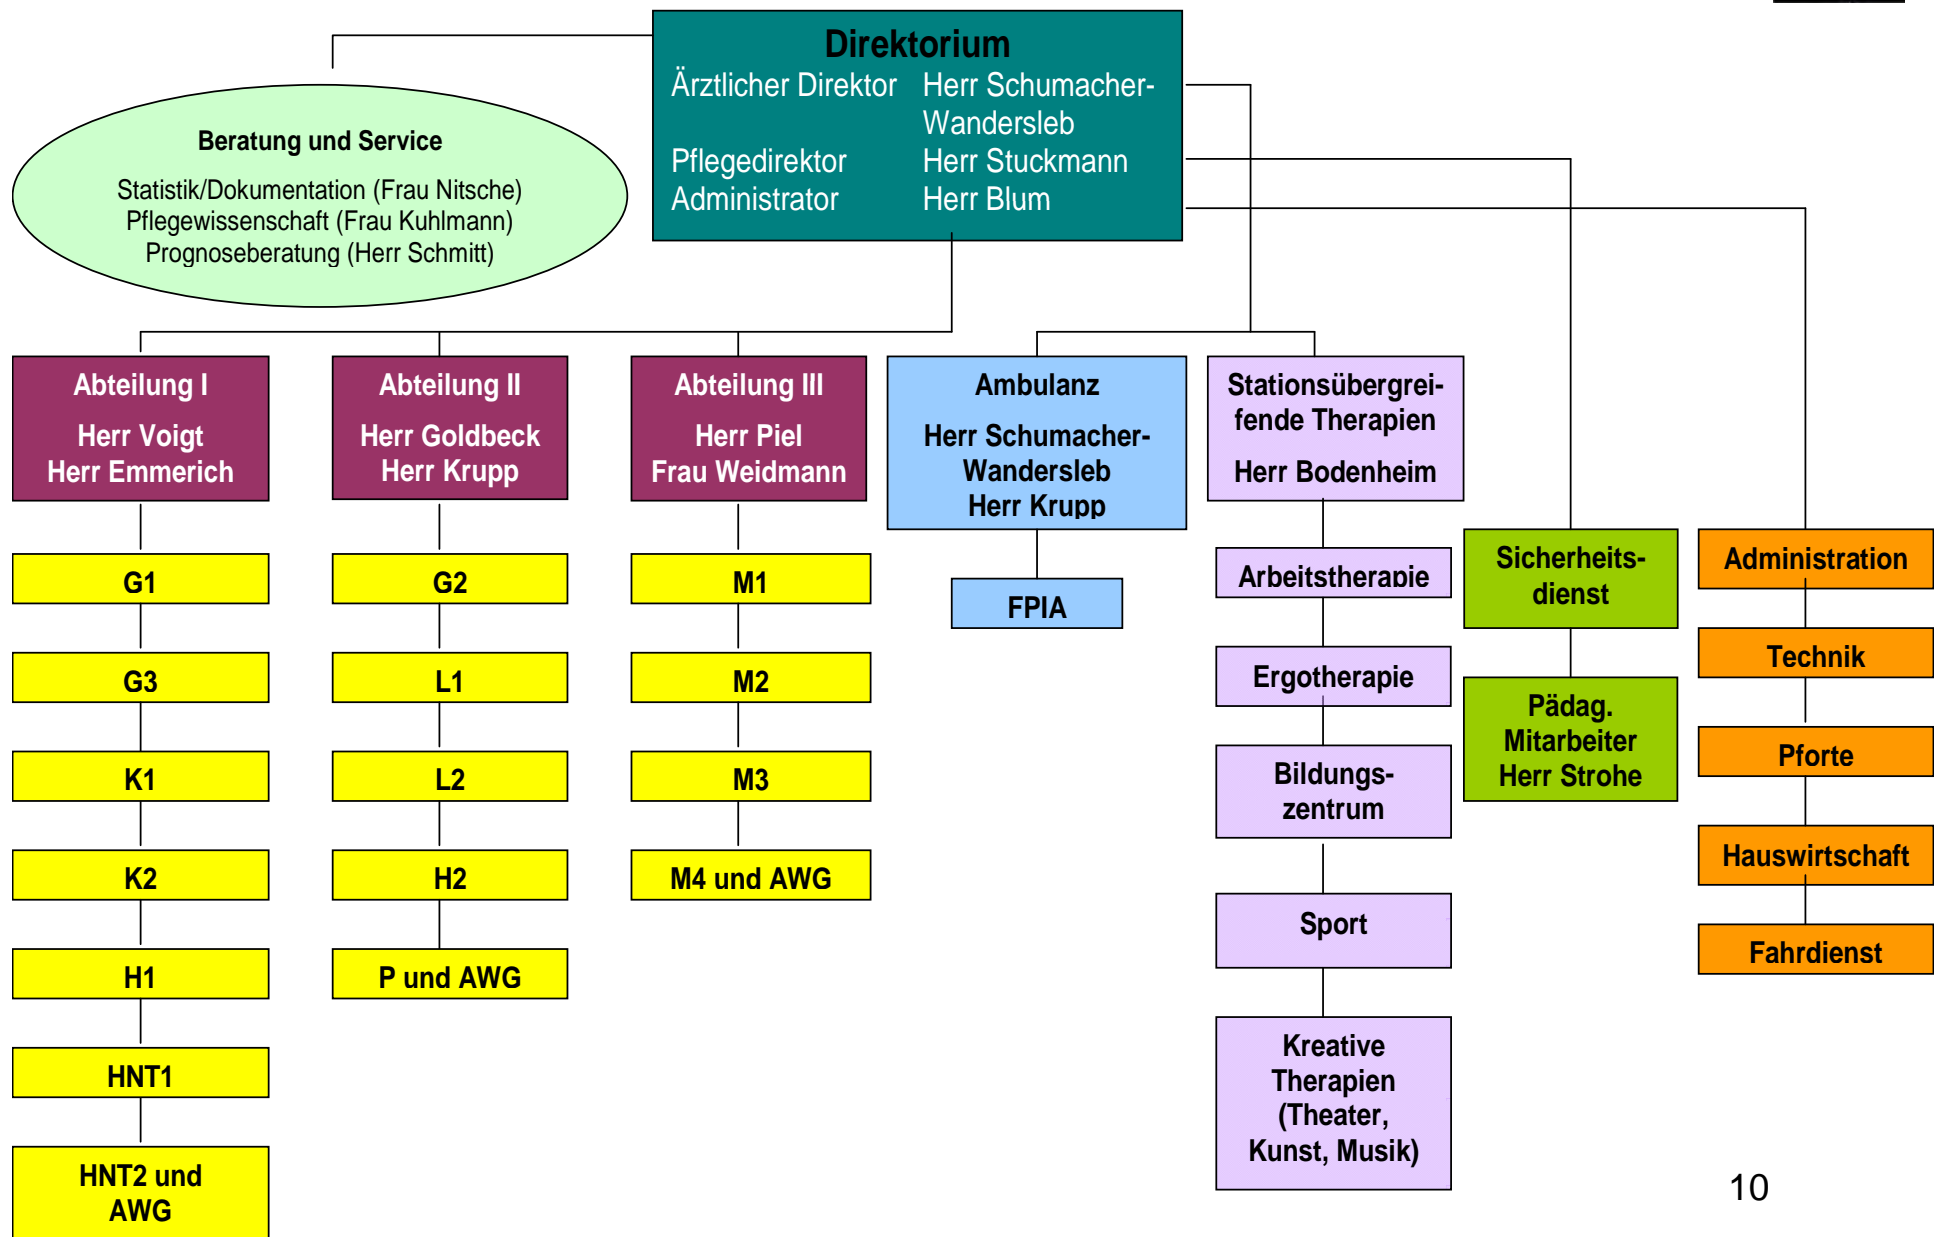 Direktorium
Ärztlicher Direktor Herr Schumacher-
Wandersleb
Pflegedirektor Herr Stuckmann
Administrator Herr Blum
Beratung und Service
Statistik/Dokumentation (Frau Nitsche)
Pflegewissenschaft (Frau Kuhlmann)
Prognoseberatung (Herr Schmitt)
Abteilung I
Herr Voigt
Herr Emmerich
G1
G3
K1
K2
H1
HNT1
HNT2 und
AWG
Abteilung II
Herr Goldbeck
Herr Krupp
G2
L1
L2
H2
P und AWG
Abteilung III
Herr Piel
Frau Weidmann
M1
M2
M3
M4 und AWG
Ambulanz
Herr Schumacher-
Wandersleb
Herr Krupp
FPIA
Stationsübergrei-
fende Therapien
Herr Bodenheim
Arbeitstherapie
Ergotherapie
Bildungs-
zentrum
Sport
Kreative
Therapien
(Theater,
Kunst, Musik)
Sicherheits-
dienst
Pädag.
Mitarbeiter
Herr Strohe
Administration
Technik
Pforte
Hauswirtschaft
Fahrdienst
10